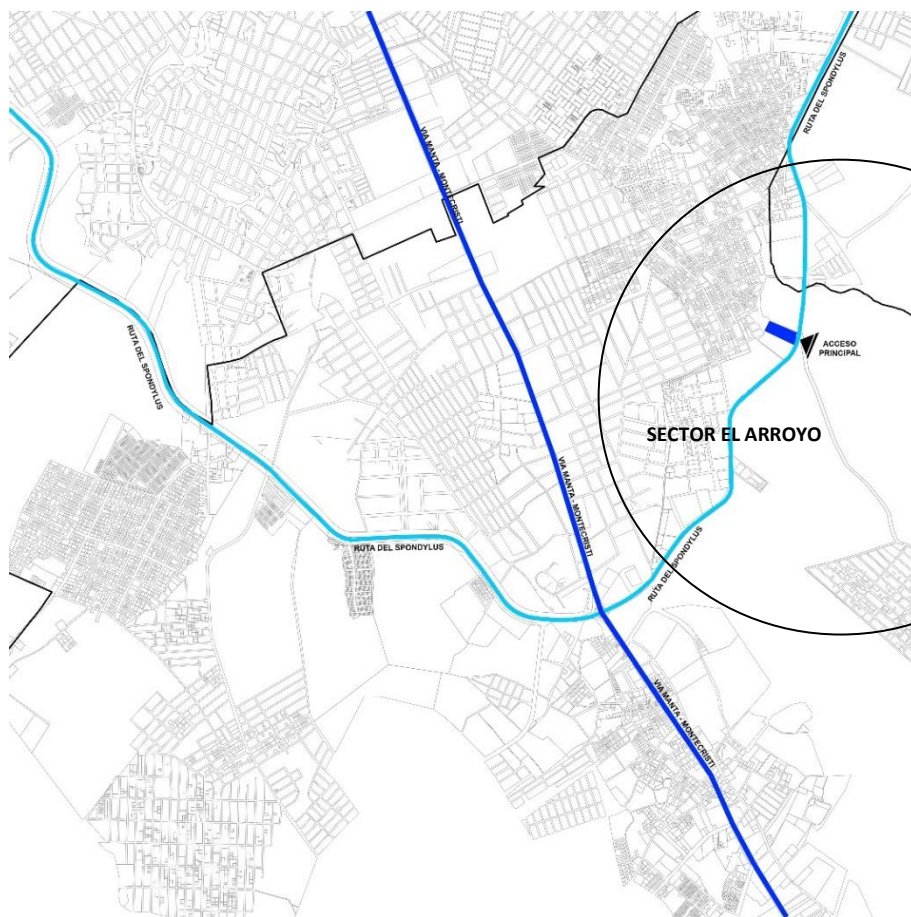 RUTA DEL SPONDYLUS
VIA MANTA - MONTECRISTI
ACCESO
PRINCIPAL
RUTA DEL SPONDYLUS
SECTOR EL ARROYO
VIA MANTA - MONTECRISTI
RUTA DEL SPONDYLUS
RUTA DEL SPONDYLUS
VIA MANTA - MONTECRISTI